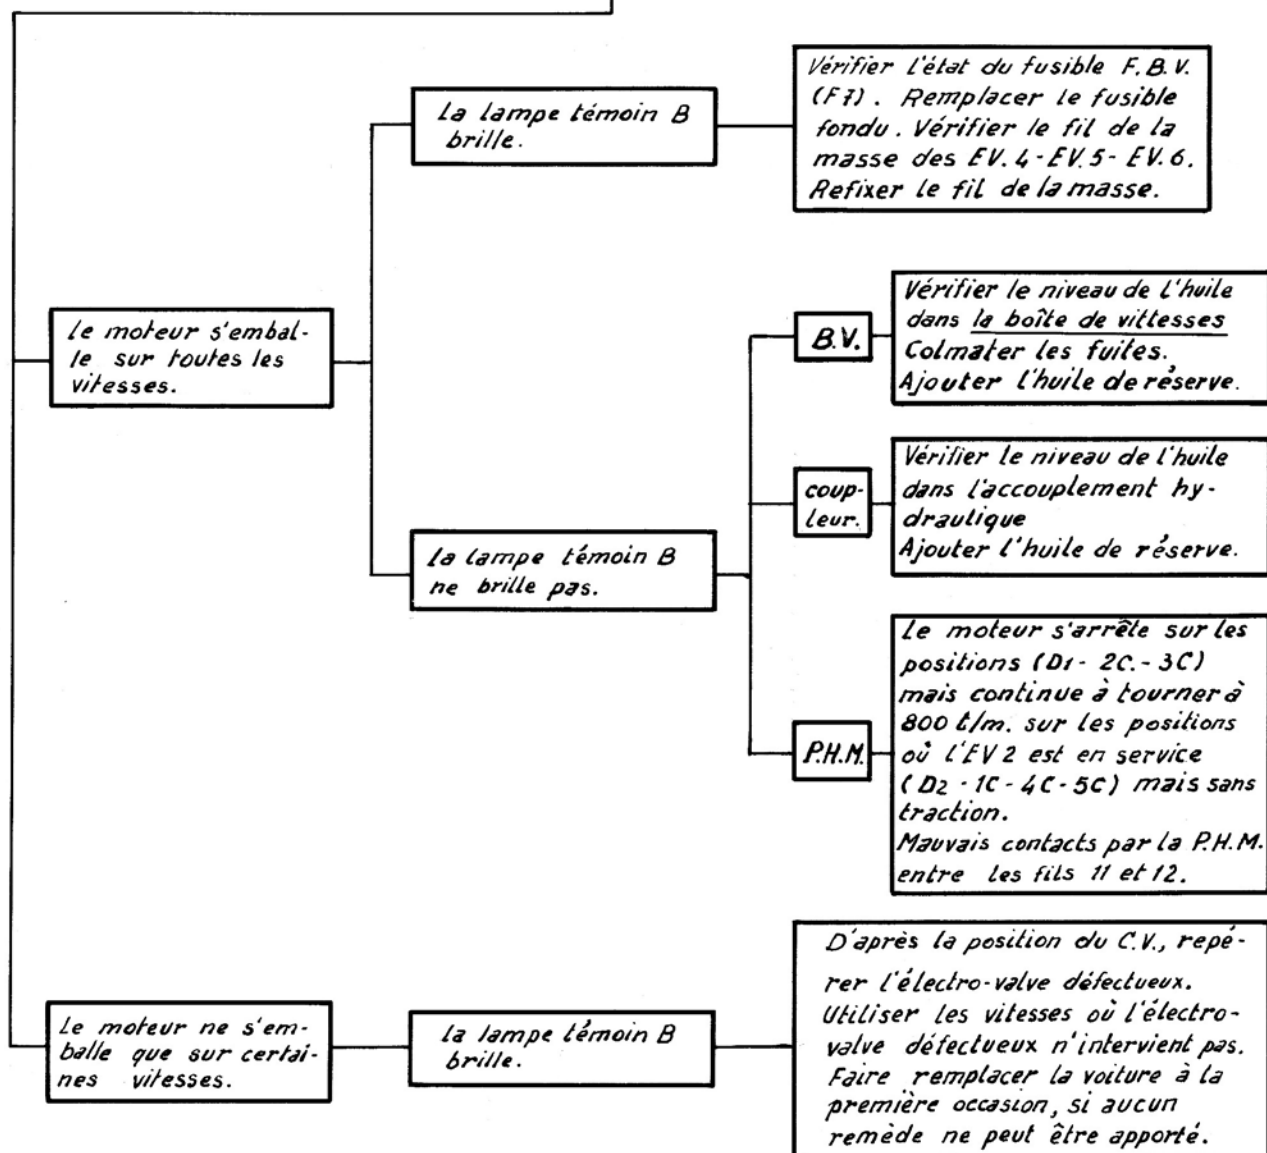 La lampe témoin B
brille.
Vérifier l'état du fusible F.B.V.
(F7). Remplacer le fusible
fondu. Vérifier le fil de la
masse des EV.4-EV.5-EV.6.
Refixer le fil de la masse.
Le moteur s'embal-
le sur toutes les
vitesses.
B.V.
Vérifier le niveau de l'huile
dans la boîte de vittesses
Colmater les fuites.
Ajouter l'huile de réserve.
coup-
leur.
Vérifier le niveau de l'huile
dans l'accouplement hy-
draulique
Ajouter l'huile de réserve.
La lampe témoin B
ne brille pas.
P.H.M.
Le moteur s'arrête sur les
positions (D1-2C.-3C)
mais continue à tourner à
800 t/m. sur les positions
où l'EV2 est en service
(D2-1C-4C-5C) mais sans
traction.
Mauvais contacts par la P.H.M.
entre les fils 11 et 12.
Le moteur ne s'em-
balle que sur certai-
nes vitesses.
La lampe témoin B
brille.
D'après la position du C.V., repé-
rer l'électro-valve défectueux.
Utiliser les vitesses où l'électro-
valve défectueux n'intervient pas.
Faire remplacer la voiture à la
première occasion, si aucun
remède ne peut être apporté.